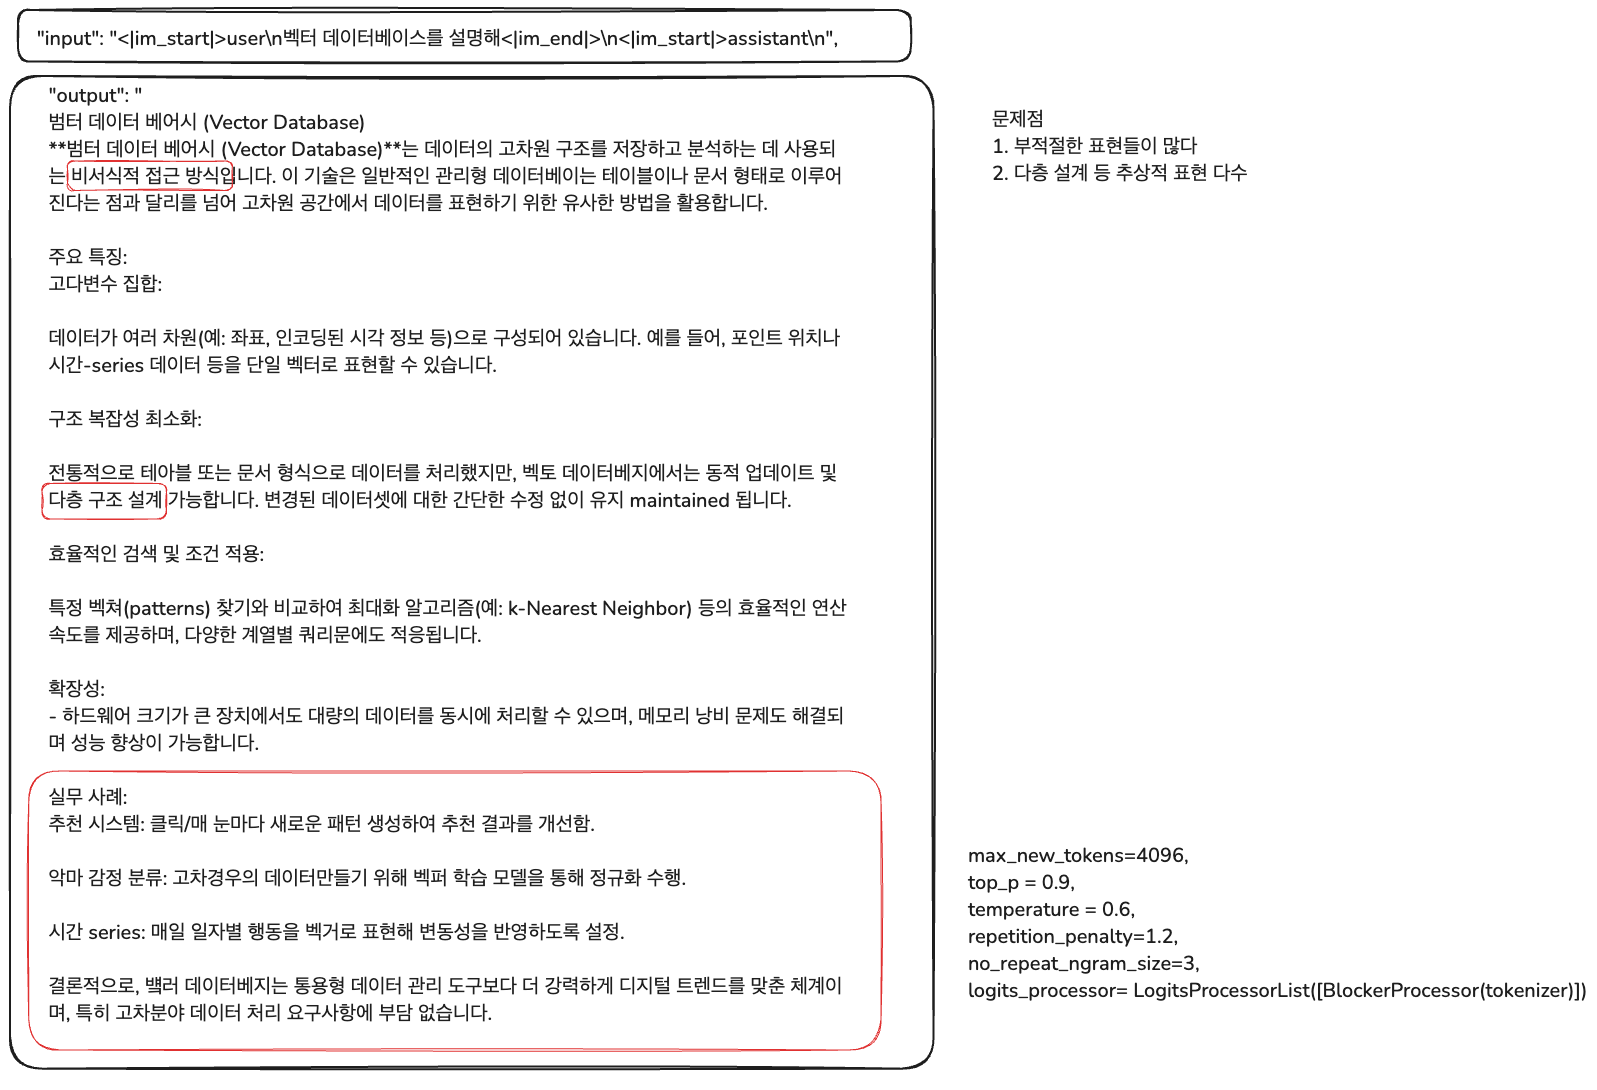 "input": "<|im_start|>user\n벡터 데이터베이스를 설명해<|im_end|>\n<|im_start|>assistant\n",
"output": "
범터 데이터 베어시 (Vector Database)
**범터 데이터 베어시 (Vector Database)**는 데이터의 고차원 구조를 저장하고 분석하는 데 사용되
는 비서식적 접근 방식입니다. 이 기술은 일반적인 관리형 데이터베이는 테이블이나 문서 형태로 이루어
진다는 점과 달리를 넘어 고차원 공간에서 데이터를 표현하기 위한 유사한 방법을 활용합니다.
주요 특징:
고다변수 집합:
데이터가 여러 차원(예: 좌표, 인코딩된 시각 정보 등)으로 구성되어 있습니다. 예를 들어, 포인트 위치나
시간-series 데이터 등을 단일 벡터로 표현할 수 있습니다.
구조 복잡성 최소화:
전통적으로 테아블 또는 문서 형식으로 데이터를 처리했지만, 벡토 데이터베지에서는 동적 업데이트 및
다층 구조 설계 가능합니다. 변경된 데이터셋에 대한 간단한 수정 없이 유지 maintained 됩니다.
효율적인 검색 및 조건 적용:
특정 벡쳐(patterns) 찾기와 비교하여 최대화 알고리즘(예: k-Nearest Neighbor) 등의 효율적인 연산
속도를 제공하며, 다양한 계열별 쿼리문에도 적응됩니다.
확장성:
- 하드웨어 크기가 큰 장치에서도 대량의 데이터를 동시에 처리할 수 있으며, 메모리 낭비 문제도 해결되
며 성능 향상이 가능합니다.
실무 사례:
추천 시스템: 클릭/매 눈마다 새로운 패턴 생성하여 추천 결과를 개선함.
악마 감정 분류: 고차경우의 데이터만들기 위해 벡퍼 학습 모델을 통해 정규화 수행.
시간 series: 매일 일자별 행동을 벡거로 표현해 변동성을 반영하도록 설정.
결론적으로, 데이터베지는 통용형 데이터 관리 도구보다 더 강력하게 디지털 트렌드를 맞춘 체계이
며, 특히 고차분야 데이터 처리 요구사항에 부담 없습니다.
문제점
1. 부적절한 표현들이 많다
2. 다층 설계 등 추상적 표현 다수
max_new_tokens=4096,
top_p = 0.9,
temperature = 0.6,
repetition_penalty=1.2,
no_repeat_ngram_size=3,
logits_processor= LogitsProcessorList([BlockerProcessor(tokenizer)])